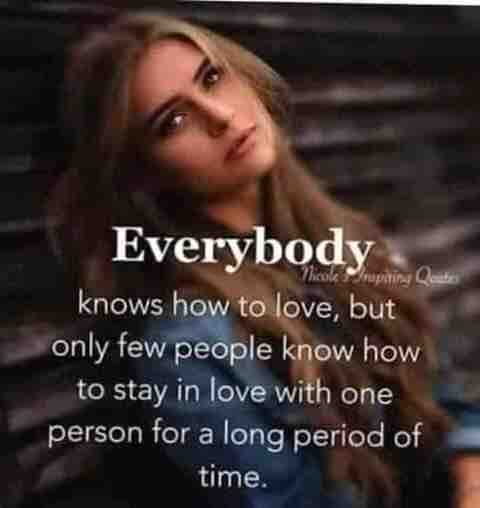 Everybody
Nicole's Inspiring Quotes
knows how to love, but
only few people know how
to stay in love with one
person for a long period of
time.